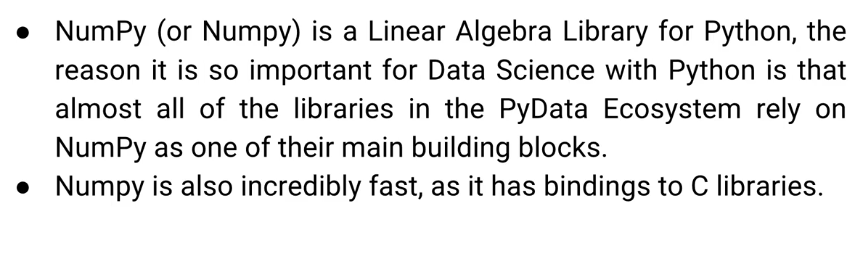 ● NumPy (or Numpy) is a Linear Algebra Library for Python, the
reason it is so important for Data Science with Python is that
almost all of the libraries in the PyData Ecosystem rely on
NumPy as one of their main building blocks.
● Numpy is also incredibly fast, as it has bindings to C libraries.